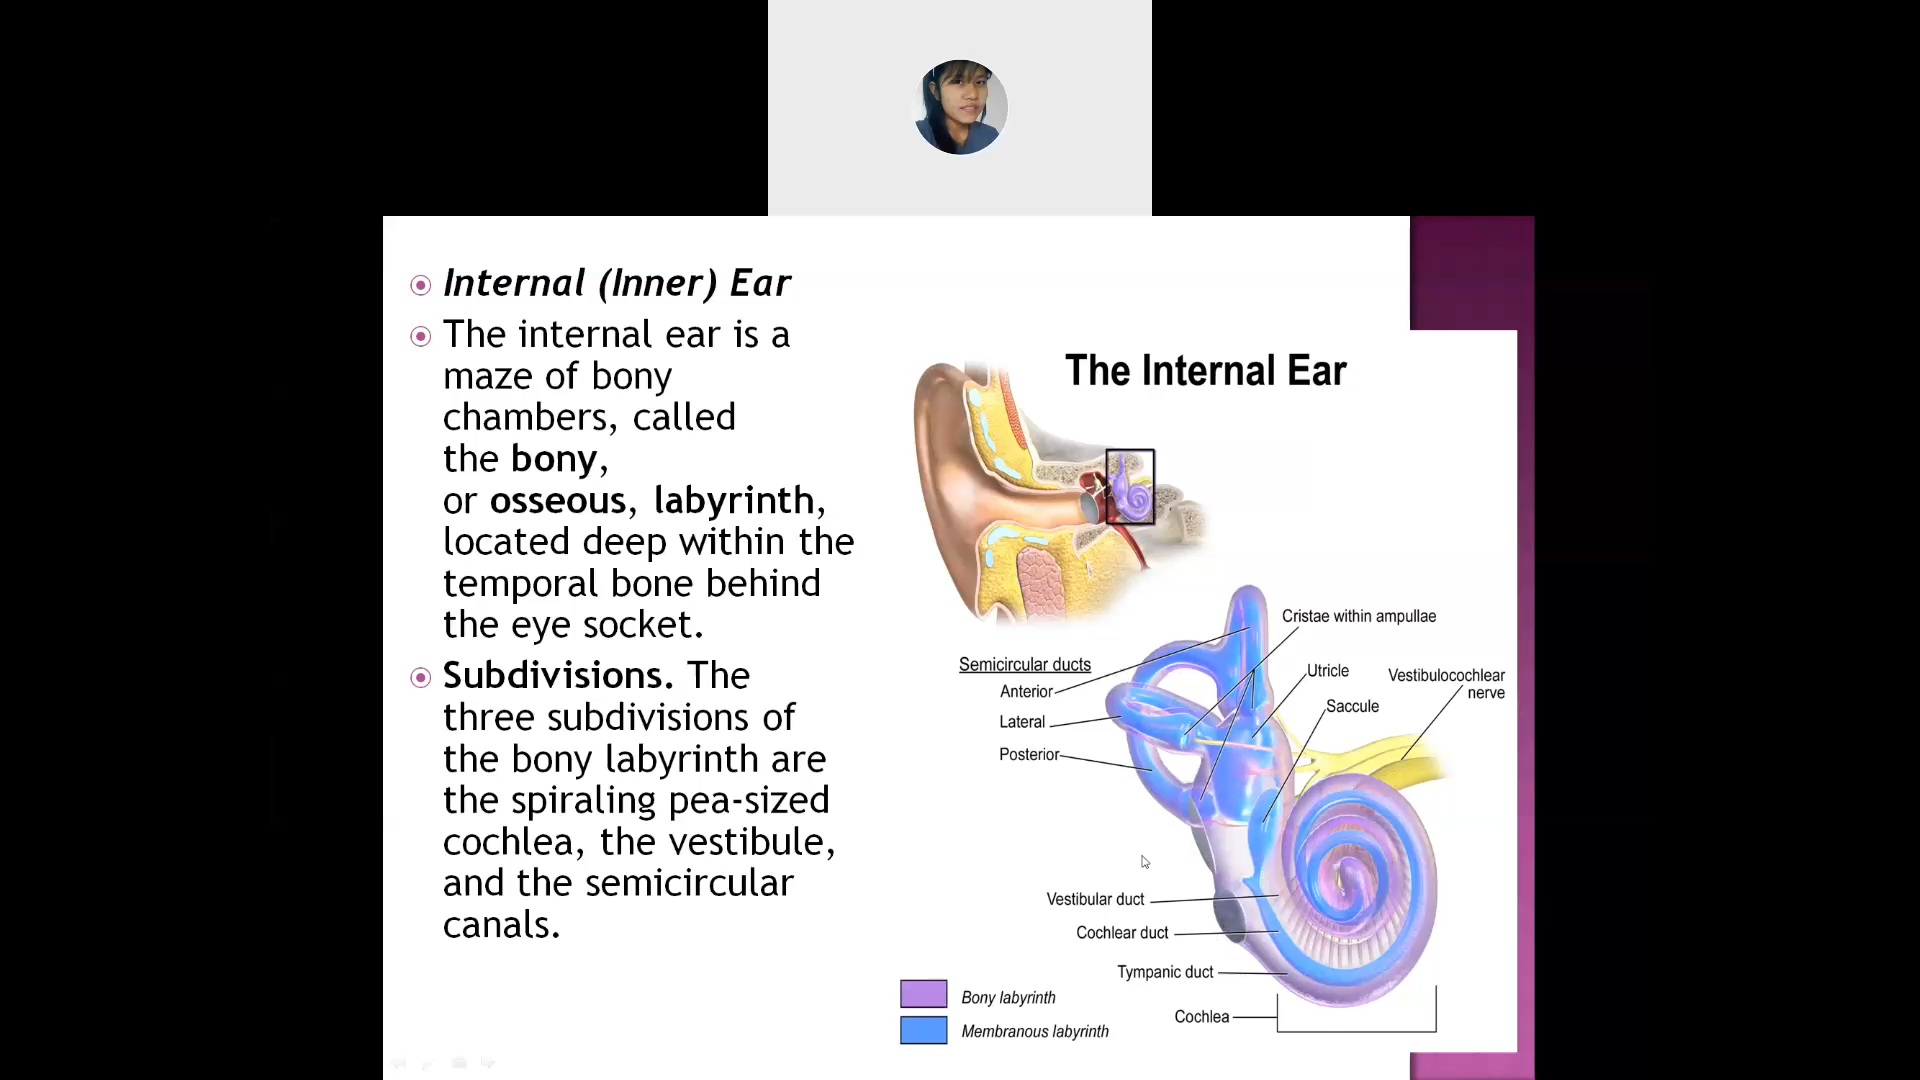 Internal (Inner) Ear
The internal ear is a
maze of bony
chambers, called
the bony,
or osseous, labyrinth,
located deep within the
temporal bone behind
the eye socket.
Subdivisions. The
three subdivisions of
the bony labyrinth are
the spiraling pea-sized
cochlea, the vestibule,
and the semicircular
canals.
The Internal Ear
Cristae within ampullae
Semicircular ducts
Anterior
Lateral
Posterior
Utricle
Saccule
Vestibulocochlear
nerve
Vestibular duct
Cochlear duct
Tympanic duct
Cochlea
Bony labyrinth
Membranous labyrinth